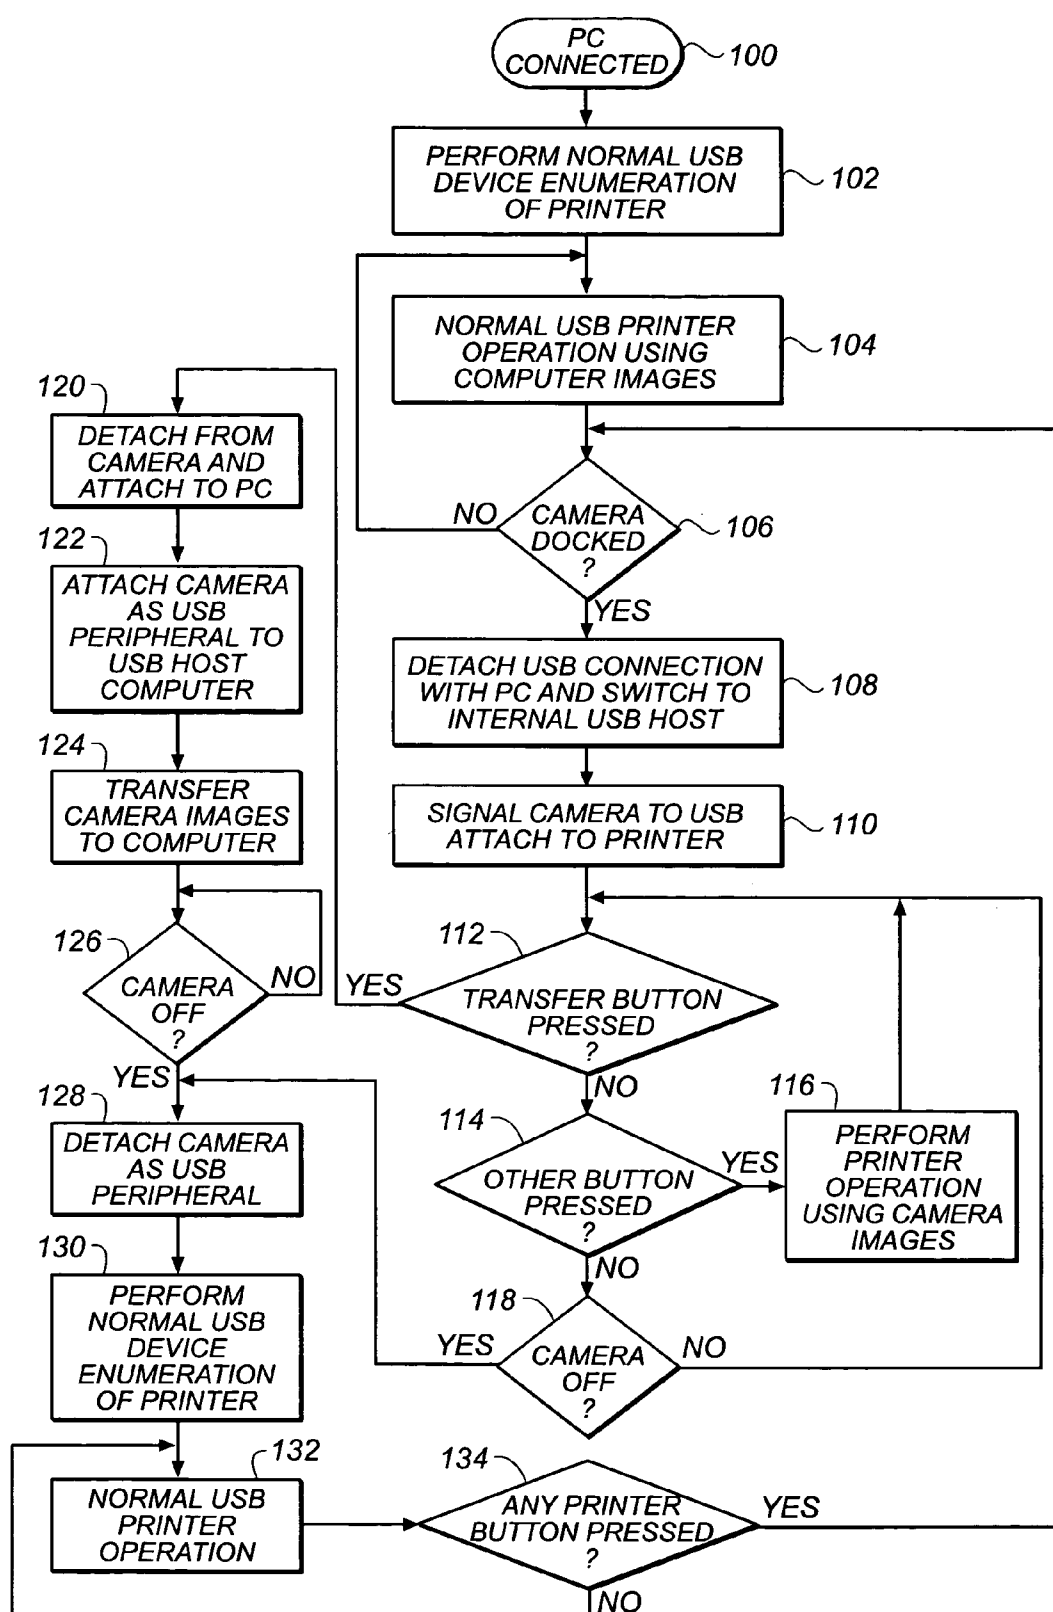 PC
CONNECTED
100
PERFORM NORMAL USB
DEVICE ENUMERATION
OF PRINTER
102
NORMAL USB PRINTER
OPERATION USING
COMPUTER IMAGES
104
CAMERA
DOCKED
?
106
NO
YES
DETACH USB CONNECTION
WITH PC AND SWITCH TO
INTERNAL USB HOST
108
SIGNAL CAMERA TO USB
ATTACH TO PRINTER
110
112
TRANSFER BUTTON
PRESSED
?
YES
NO
114
OTHER BUTTON
PRESSED
?
YES
NO
116
PERFORM
PRINTER
OPERATION
USING CAMERA
IMAGES
118
CAMERA
OFF
?
YES
NO
120
DETACH FROM
CAMERA AND
ATTACH TO PC
122
ATTACH CAMERA
AS USB
PERIPHERAL TO
USB HOST
COMPUTER
124
TRANSFER
CAMERA IMAGES
TO COMPUTER
126
CAMERA
OFF
?
NO
YES
128
DETACH CAMERA
AS USB
PERIPHERAL
130
PERFORM
NORMAL USB
DEVICE
ENUMERATION
OF PRINTER
132
NORMAL USB
PRINTER
OPERATION
134
ANY PRINTER
BUTTON PRESSED
?
YES
NO